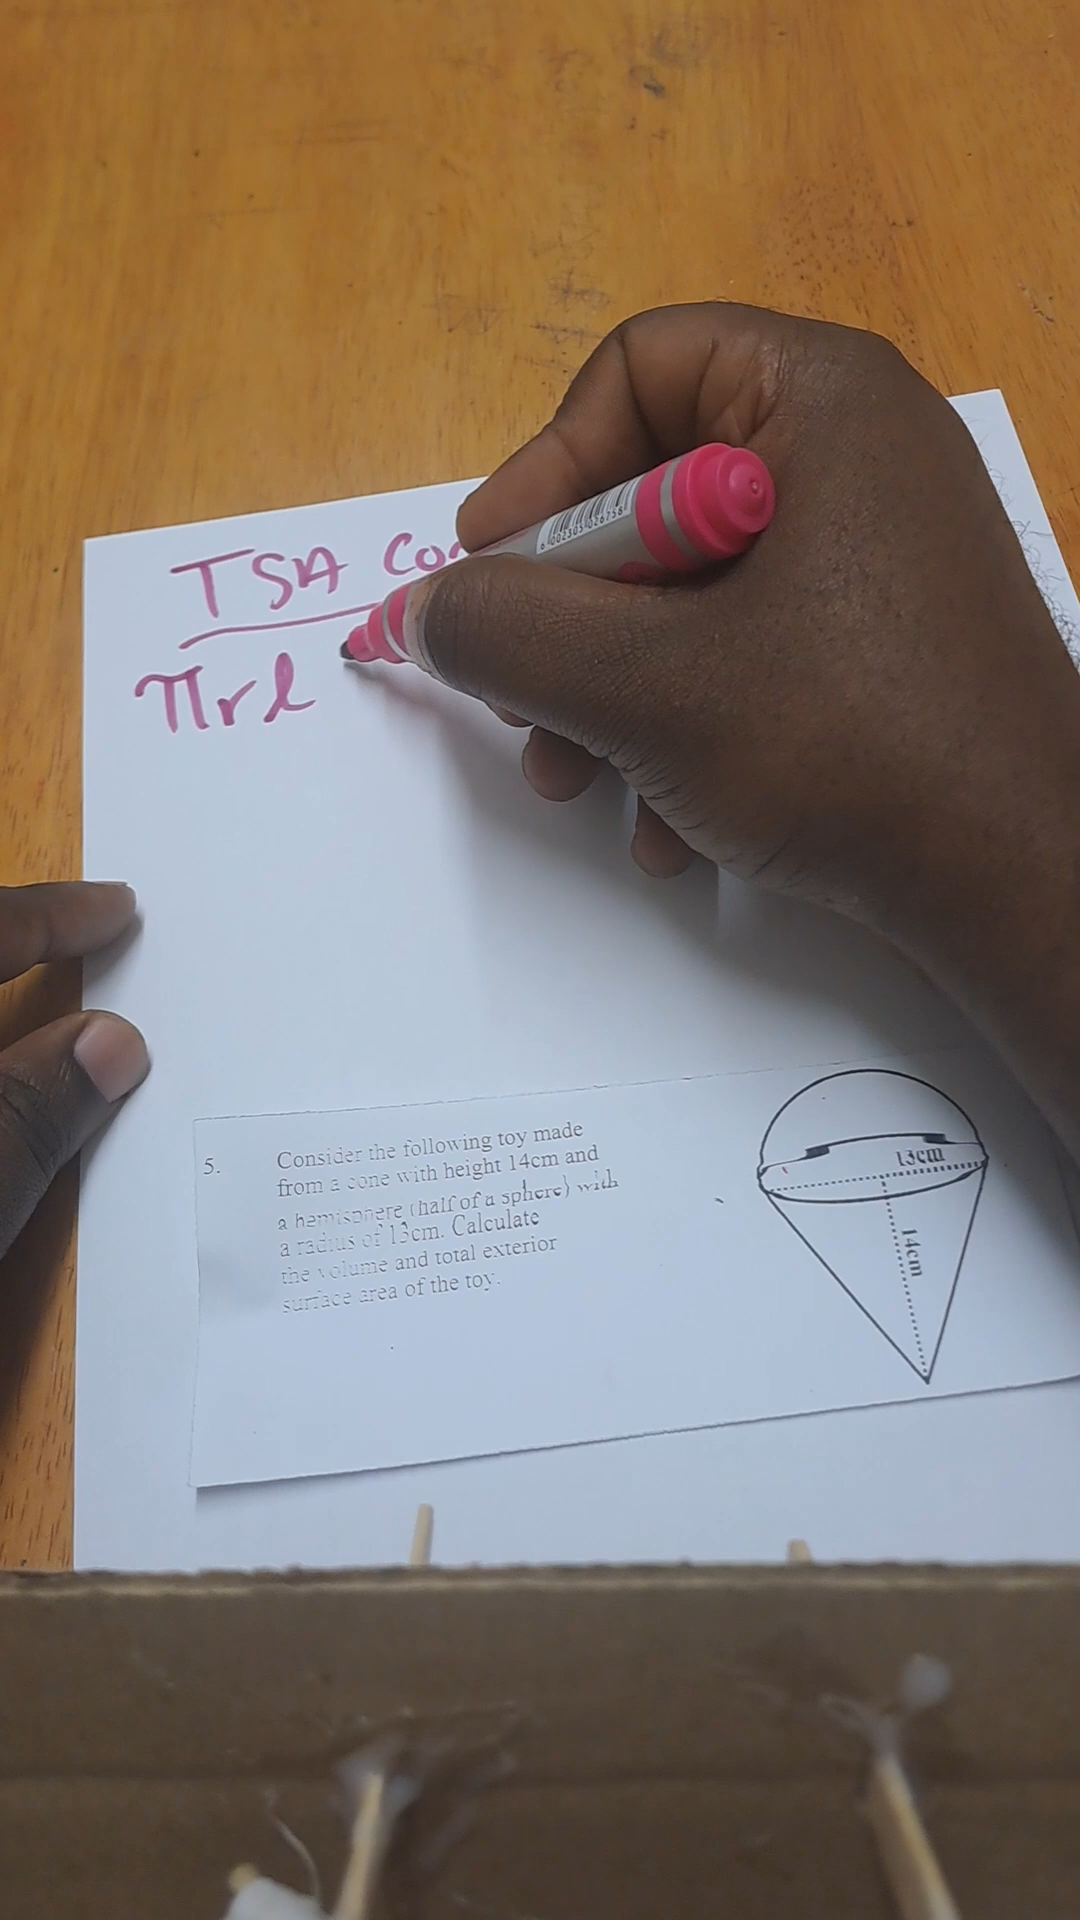 TSA
πrl
6002305026758
5. Consider the following toy made
from a cone with height 14cm and
a hemisphere (half of a sphere) with
a radius of 13cm. Calculate
the volume and total exterior
surface area of the toy.
13cm
14cm